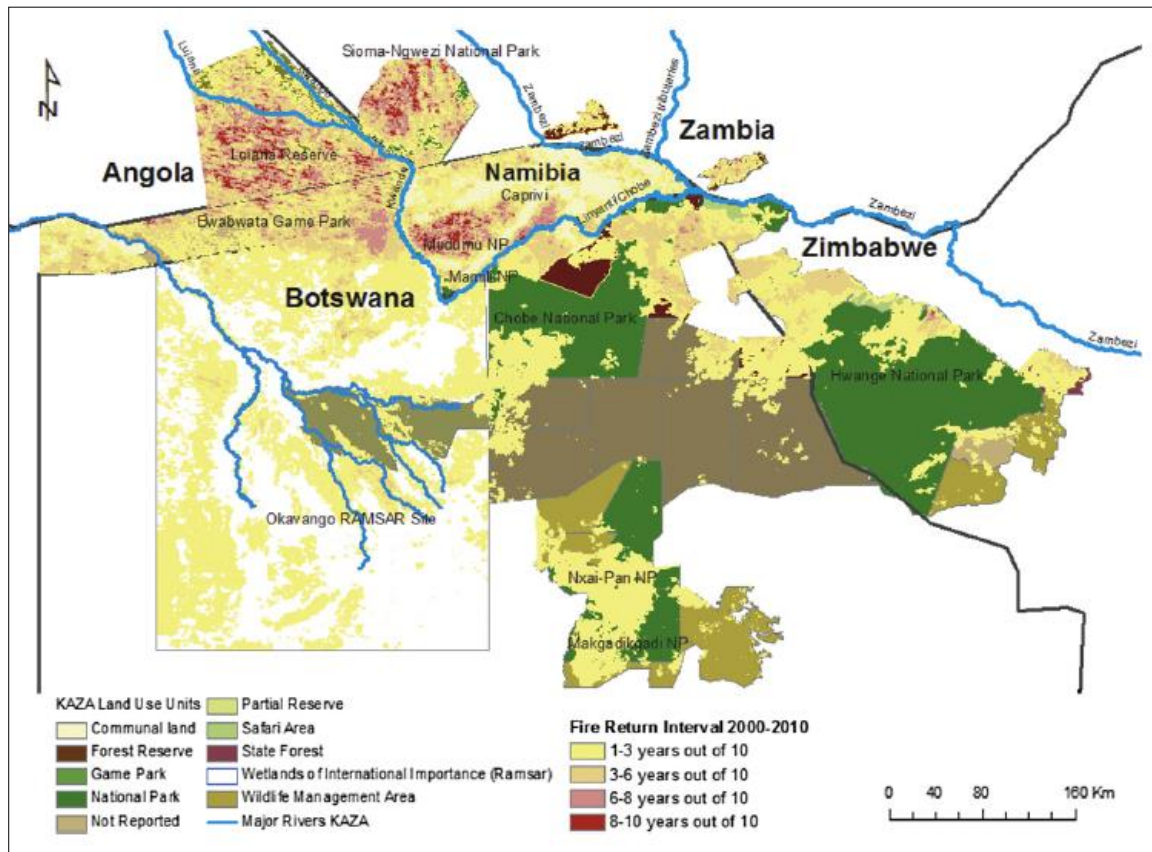 Sioma-Ngwezi National Park
Luiana
Kwando
Zambezi
Zambezi
Zambezi tributaries
Zambia
N
Angola
Luiana Reserve
Namibia
Caprivi
Kwando
Linyanti/Chobe
Bwabwata Game Park
Zambezi
Mudumu NP
Zimbabwe
Mamili NP
Botswana
Chobe National Park
Zambezi
Hwange National Park
Okavango RAMSAR Site
Nxai-Pan NP
Makgadikgadi NP
KAZA Land Use Units
Communal land
Forest Reserve
Game Park
National Park
Not Reported
Partial Reserve
Safari Area
State Forest
Wetlands of International Importance (Ramsar)
Wildlife Management Area
Major Rivers KAZA
Fire Return Interval 2000-2010
1-3 years out of 10
3-6 years out of 10
6-8 years out of 10
8-10 years out of 10
0 40 80 160 Km